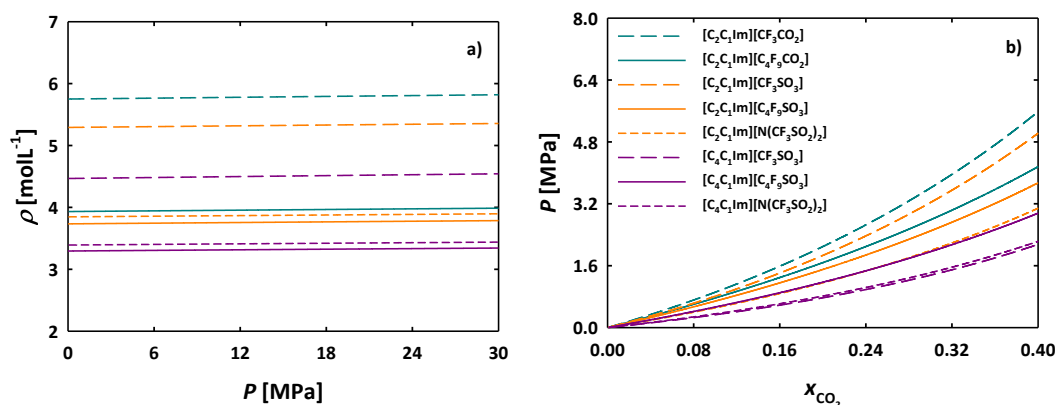 a)
7
6
5
4
3
2
ρ [molL⁻¹]
0 6 12 18 24 30
P [MPa]
b)
8.0
6.4
4.8
3.2
1.6
0.0
P [MPa]
[C₂C₁Im][CF₃CO₂]
[C₂C₁Im][C₄F₉CO₂]
[C₂C₁Im][CF₃SO₃]
[C₂C₁Im][C₄F₉SO₃]
[C₂C₁Im][N(CF₃SO₂)₂]
[C₄C₁Im][CF₃SO₃]
[C₄C₁Im][C₄F₉SO₃]
[C₄C₁Im][N(CF₃SO₂)₂]
0.00 0.08 0.16 0.24 0.32 0.40
x CO₂